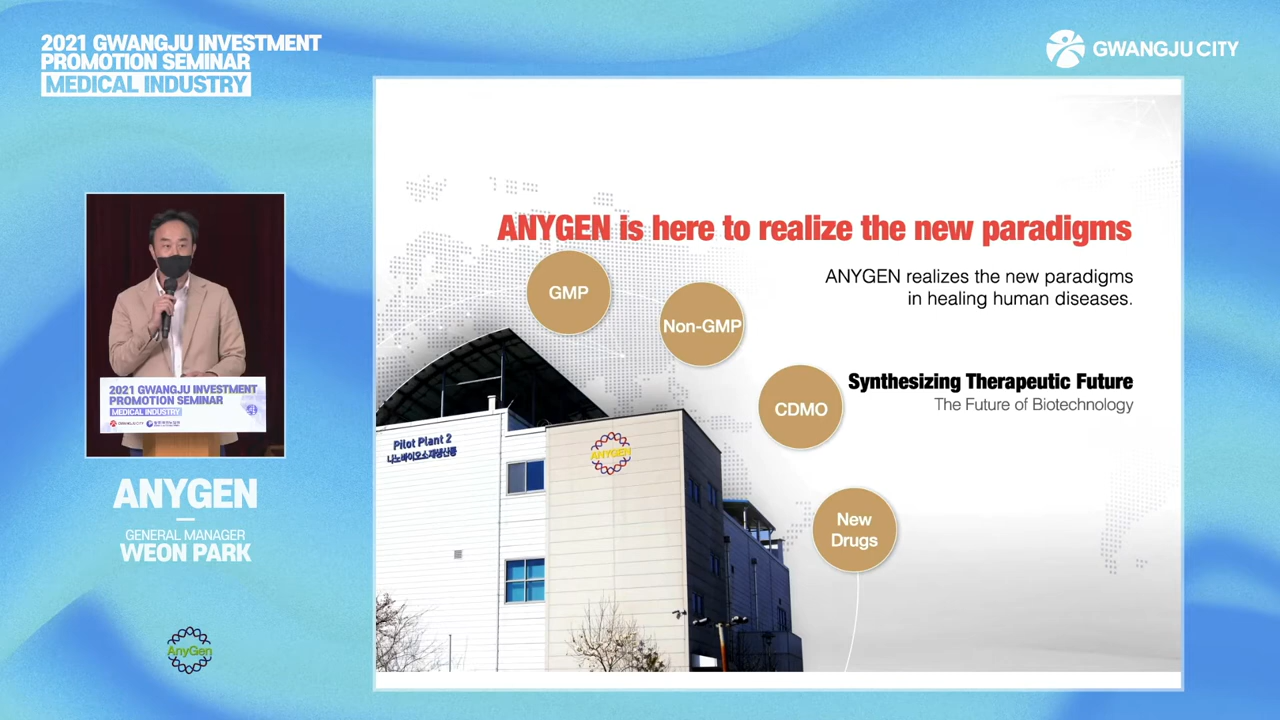 2021 GWANGJU INVESTMENT
PROMOTION SEMINAR
MEDICAL INDUSTRY
GWANGJU CITY
ANYGEN is here to realize the new paradigms
ANYGEN realizes the new paradigms
in healing human diseases.
GMP
Non-GMP
CDMO
New
Drugs
Synthesizing Therapeutic Future
The Future of Biotechnology
Pilot Plant 2
나노바이오소재생산동
ANYGEN
2021 GWANGJU INVESTMENT
PROMOTION SEMINAR
MEDICAL INDUSTRY
GWANGJU CITY
ANYGEN
GENERAL MANAGER
WEON PARK
AnyGen